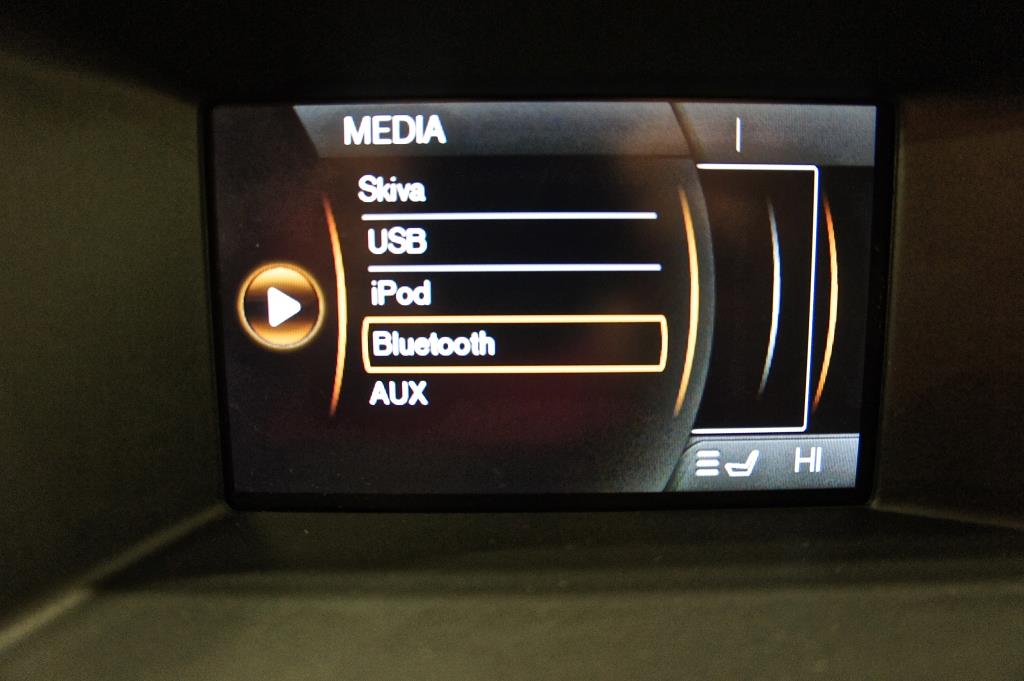 MEDIA
Skiva
USB
iPod
Bluetooth
AUX
HI